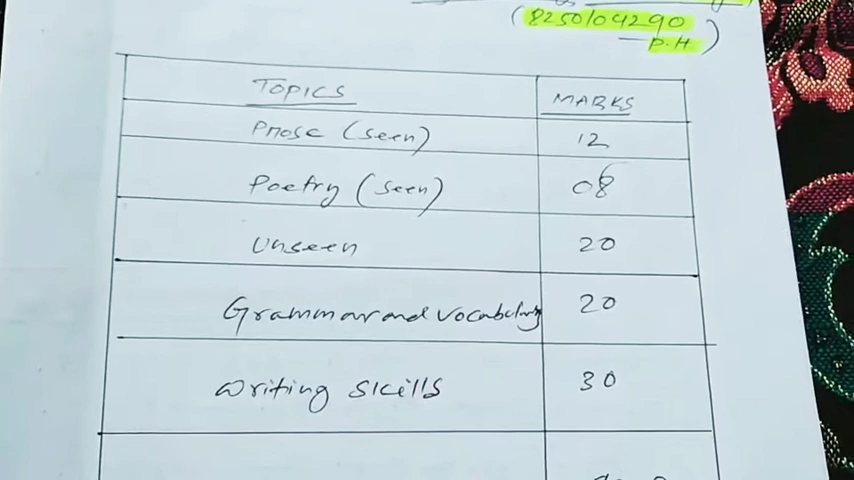 (8250104290
P.H)
TOPICS MARKS
Prose (seen) 12
Poetry (seen) 08
Unseen 20
Grammar and vocabulary 20
Writing skills 30